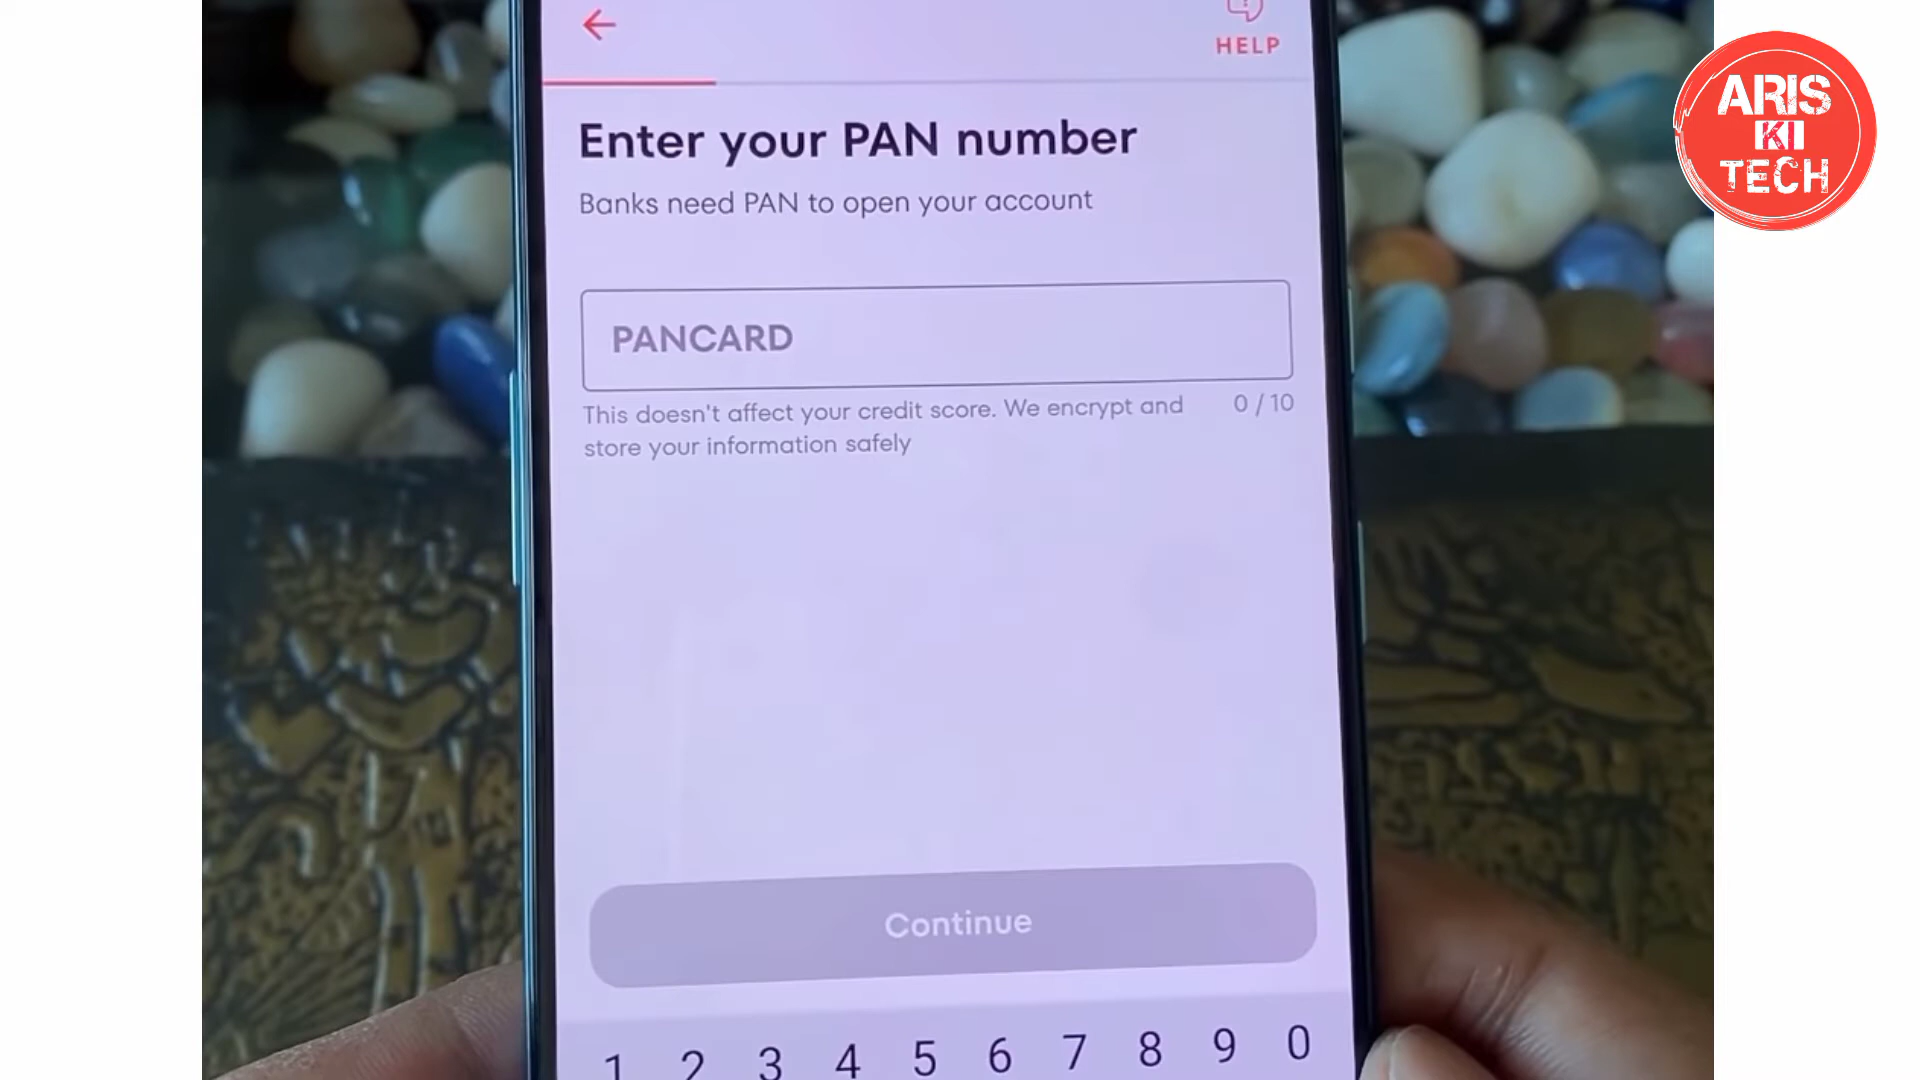 HELP
Enter your PAN number
Banks need PAN to open your account
PANCARD
This doesn't affect your credit score. We encrypt and
store your information safely
0 / 10
Continue
1 2 3 4 5 6 7 8 9 0
ARIS
KI
TECH